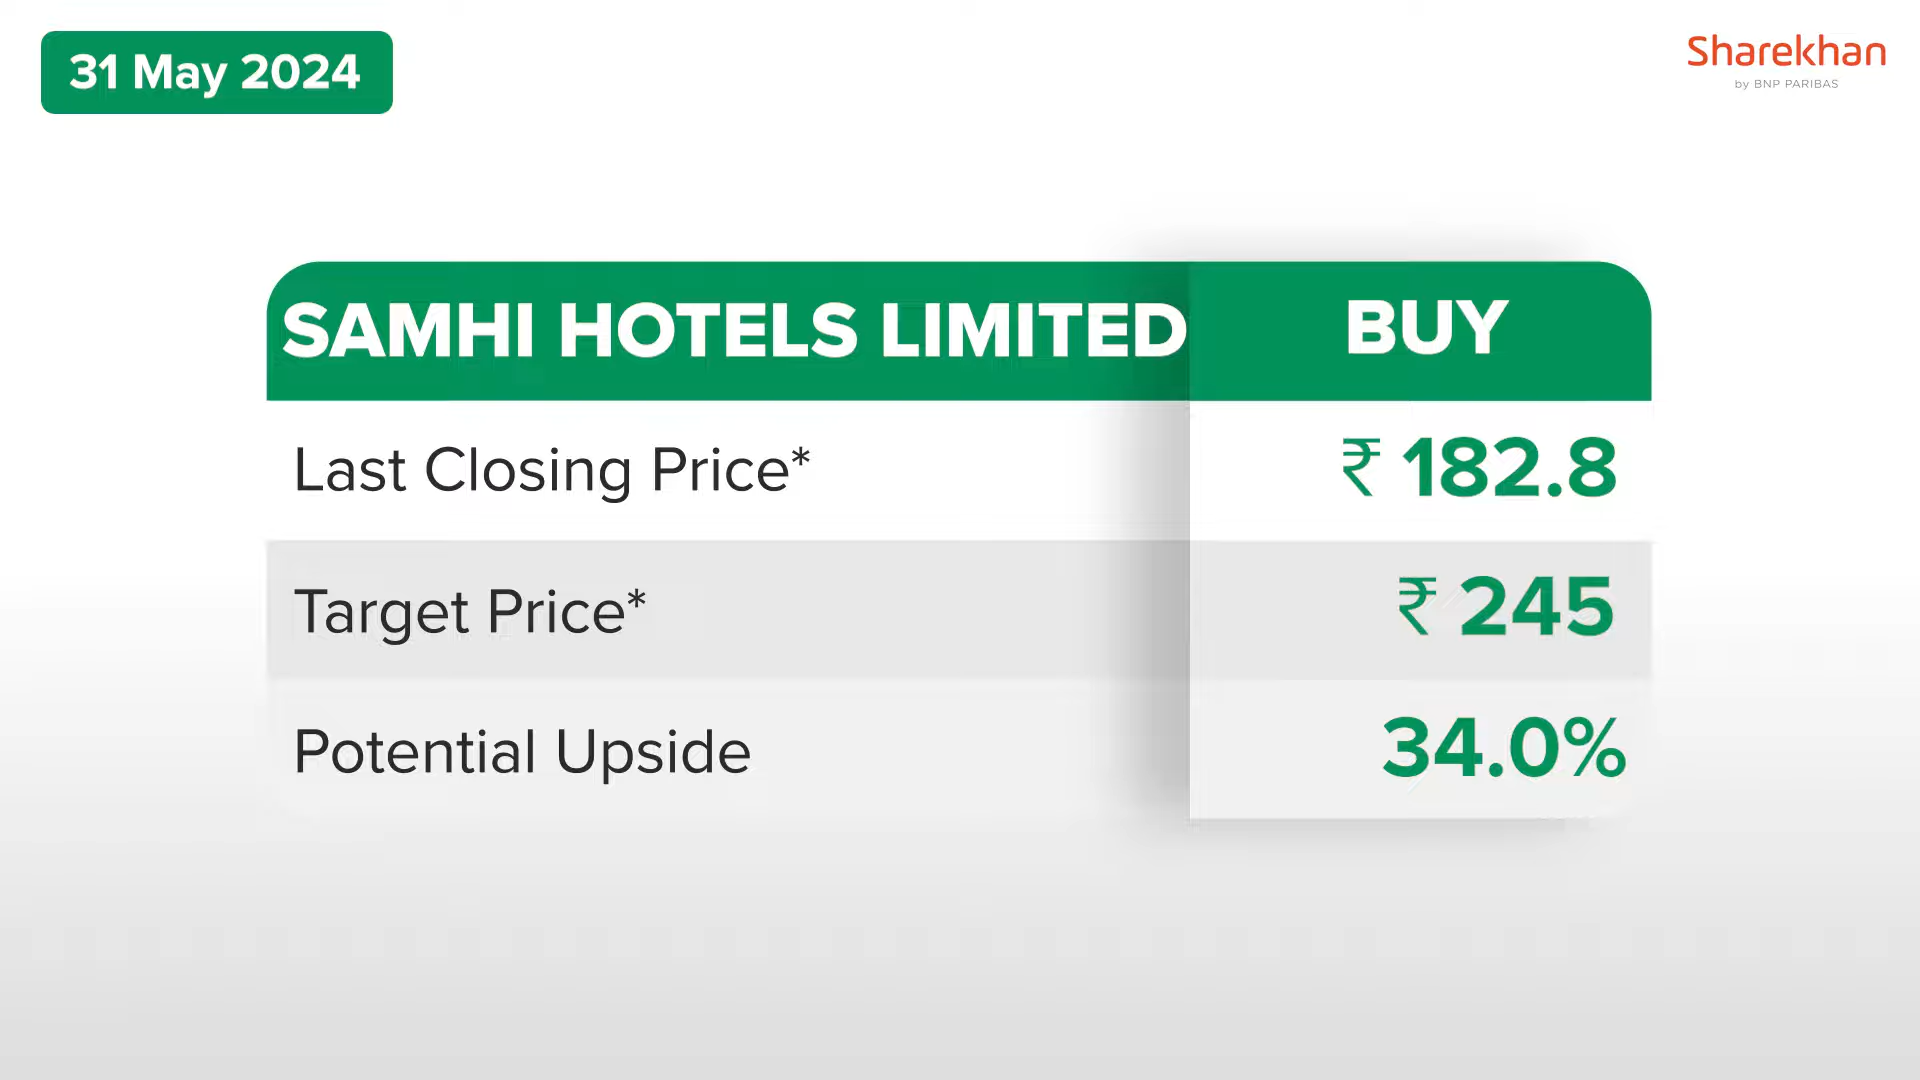 31 May 2024
Sharekhan
by BNP PARIBAS
SAMHI HOTELS LIMITED BUY
Last Closing Price* ₹ 182.8
Target Price* ₹ 245
Potential Upside 34.0%